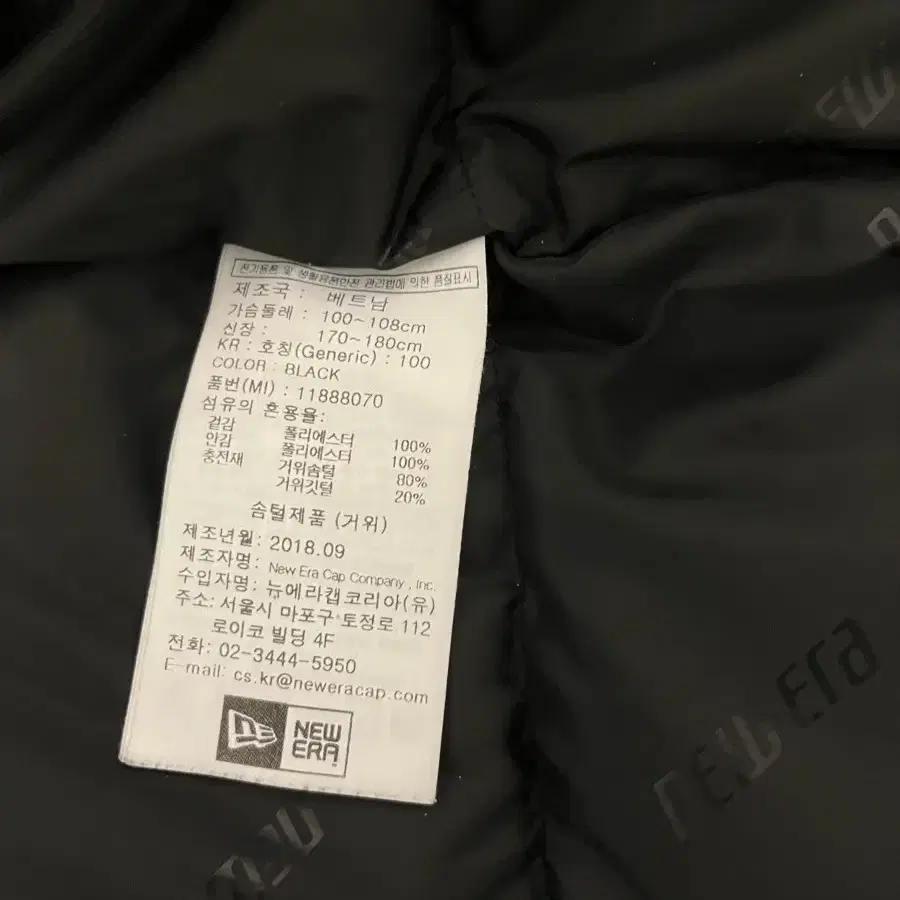 전기용품 및 생활용품안전 관리법에 의한 품질표시
제조국 : 베트남
가슴둘레 : 100~108cm
신장 : 170~180cm
KR : 호칭(Generic) : 100
COLOR : BLACK
품번(MI) : 11888070
섬유의 혼용율:
겉감 폴리에스터 100%
안감 폴리에스터 100%
충전재 거위솜털 80%
거위깃털 20%
솜털제품 (거위)
제조년월: 2018.09
제조자명: New Era Cap Company, Inc.
수입자명: 뉴에라캡코리아(유)
주소: 서울시 마포구 토정로 112
로이코 빌딩 4F
전화: 02-3444-5950
E-mail: cs.kr@neweracap.com
NEW
ERA
new era
new